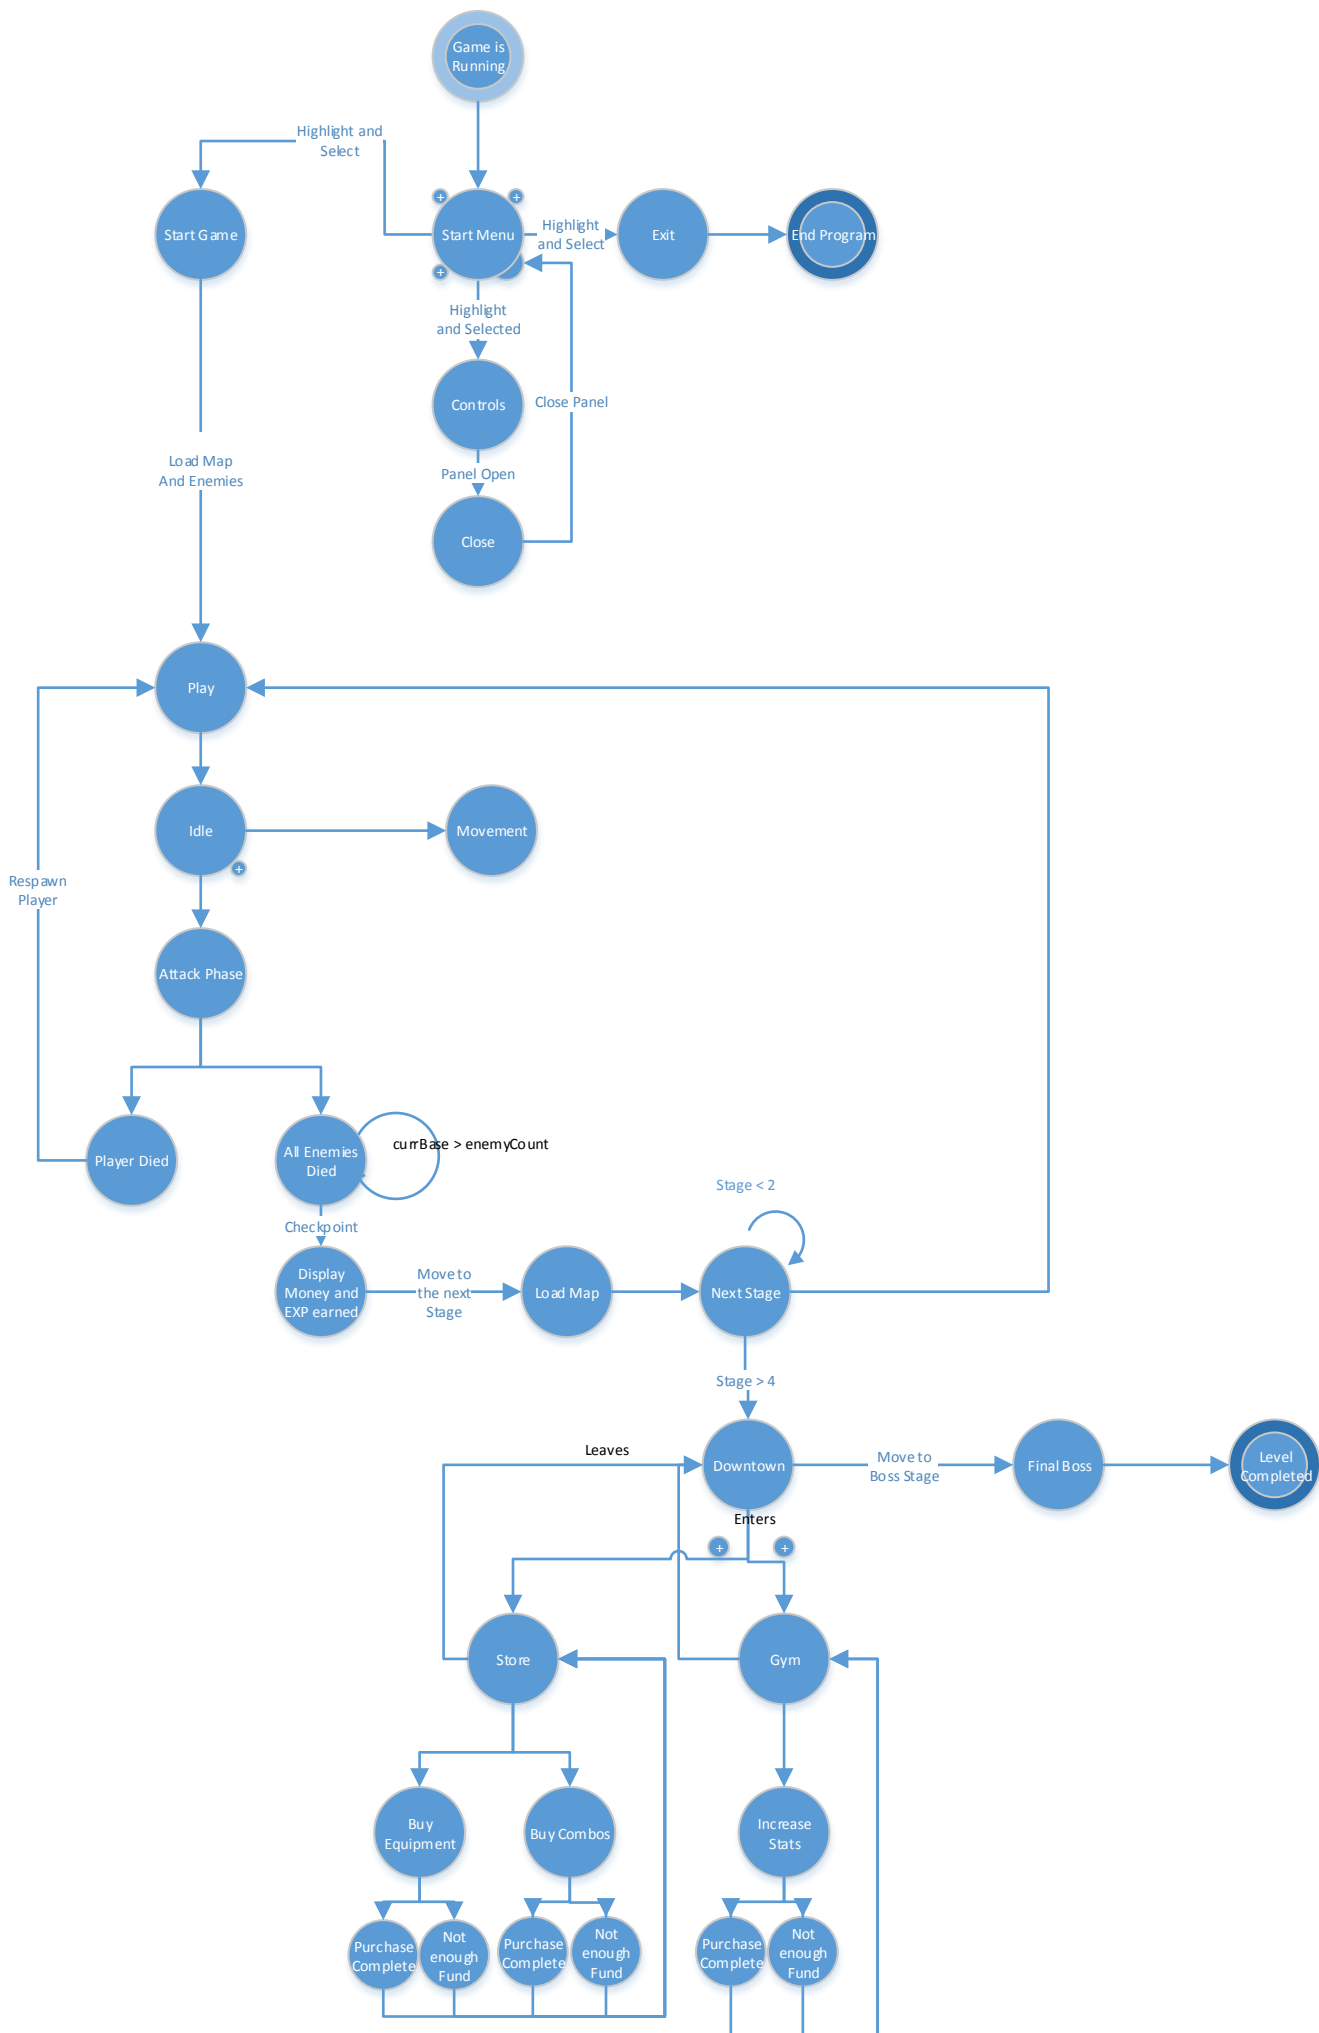 Game is
Running
Highlight and
Select
Start Game
Start Menu
Highlight
and Select
Exit
End Program
Highlight
and Selected
Controls
Close Panel
Panel Open
Close
Load Map
And Enemies
Play
Idle
Movement
Respawn
Player
Attack Phase
Player Died
All Enemies
Died
currBase > enemyCount
Checkpoint
Display
Money and
EXP earned
Move to
the next
Stage
Load Map
Stage < 2
Next Stage
Stage > 4
Leaves
Downtown
Move to
Boss Stage
Final Boss
Level
Completed
Enters
Store
Gym
Buy
Equipment
Buy Combos
Increase
Stats
Purchase
Complete
Not
enough
Fund
Purchase
Complete
Not
enough
Fund
Purchase
Complete
Not
enough
Fund